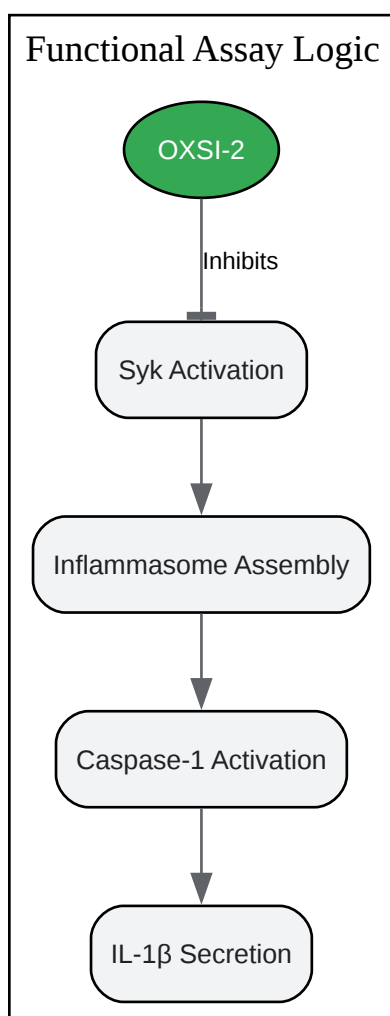 Functional Assay Logic
OXSI-2
Inhibits
Syk Activation
Inflammasome Assembly
Caspase-1 Activation
IL-1β Secretion